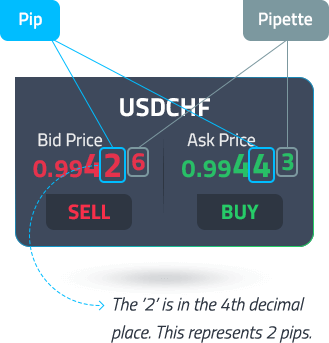 Pip Pipette
USDCHF
Bid Price Ask Price
0.99426 0.99443
SELL BUY
The ‘2’ is in the 4th decimal
place. This represents 2 pips.